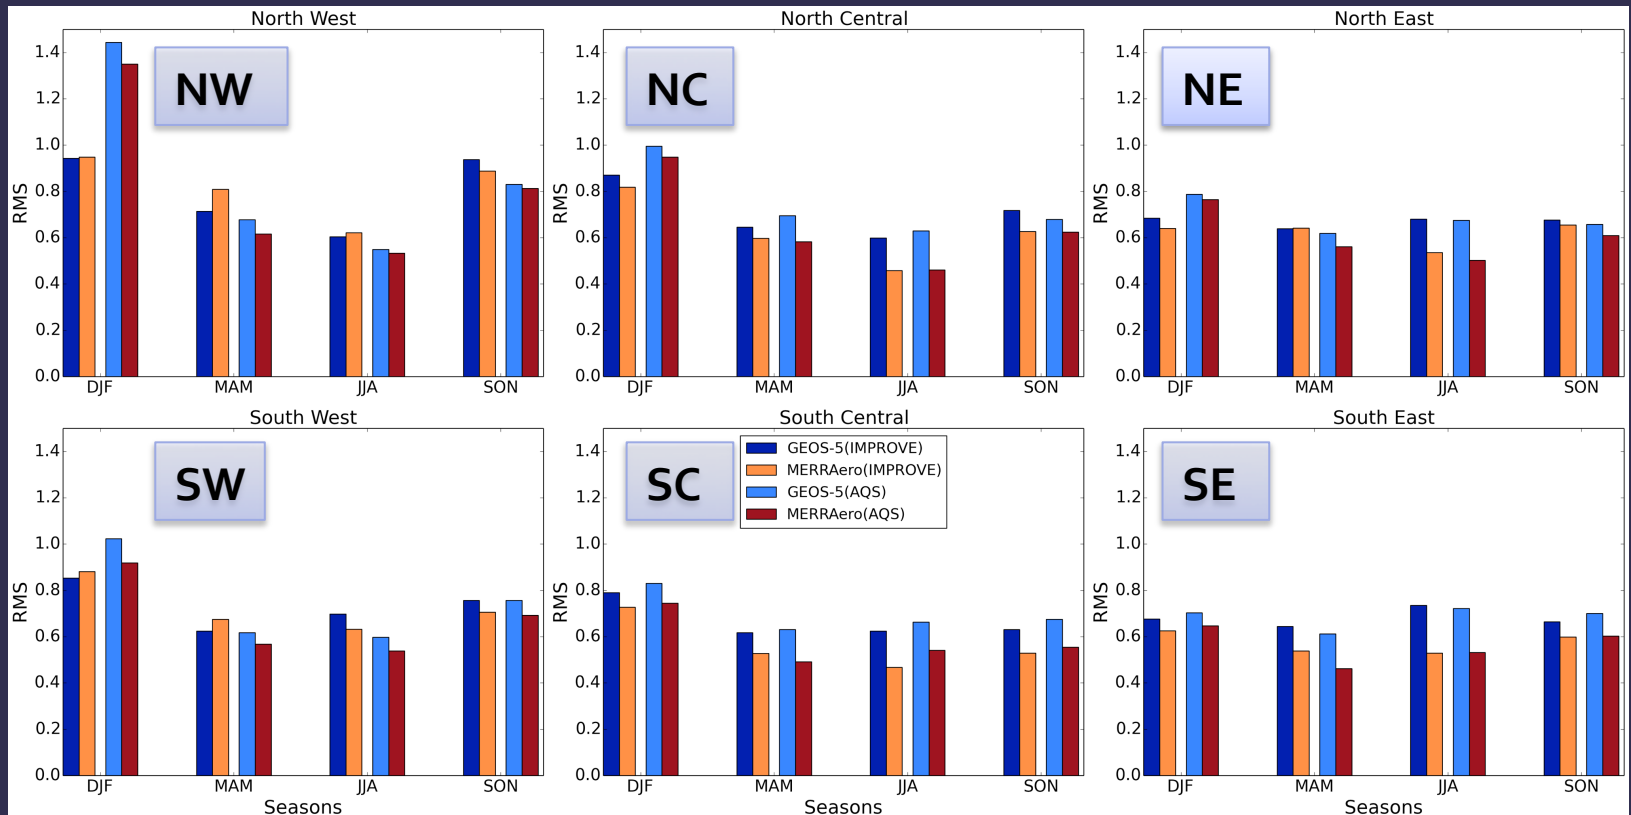 North West
NW
RMS
1.4
1.2
1.0
0.8
0.6
0.4
0.2
0.0
DJF MAM JJA SON
North Central
NC
RMS
1.4
1.2
1.0
0.8
0.6
0.4
0.2
0.0
DJF MAM JJA SON
North East
NE
RMS
1.4
1.2
1.0
0.8
0.6
0.4
0.2
0.0
DJF MAM JJA SON
South West
SW
RMS
1.4
1.2
1.0
0.8
0.6
0.4
0.2
0.0
DJF MAM JJA SON
Seasons
South Central
SC
GEOS-5(IMPROVE)
MERRAero(IMPROVE)
GEOS-5(AQS)
MERRAero(AQS)
RMS
1.4
1.2
1.0
0.8
0.6
0.4
0.2
0.0
DJF MAM JJA SON
Seasons
South East
SE
RMS
1.4
1.2
1.0
0.8
0.6
0.4
0.2
0.0
DJF MAM JJA SON
Seasons